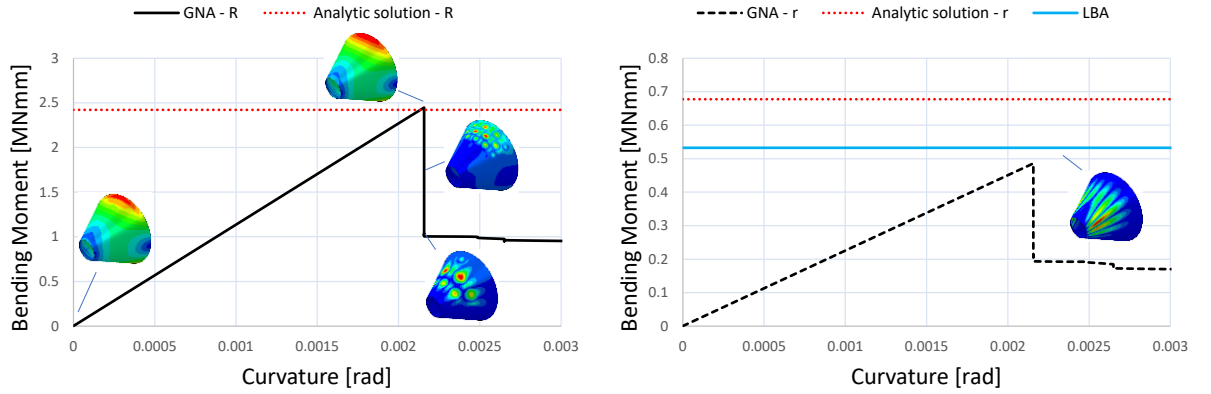 GNA - R Analytic solution - R
3
2.5
2
1.5
1
0.5
0
0 0.0005 0.001 0.0015 0.002 0.0025 0.003
Bending Moment [MNmm]
Curvature [rad]
GNA - r Analytic solution - r LBA
0.8
0.7
0.6
0.5
0.4
0.3
0.2
0.1
0
0 0.0005 0.001 0.0015 0.002 0.0025 0.003
Bending Moment [MNmm]
Curvature [rad]